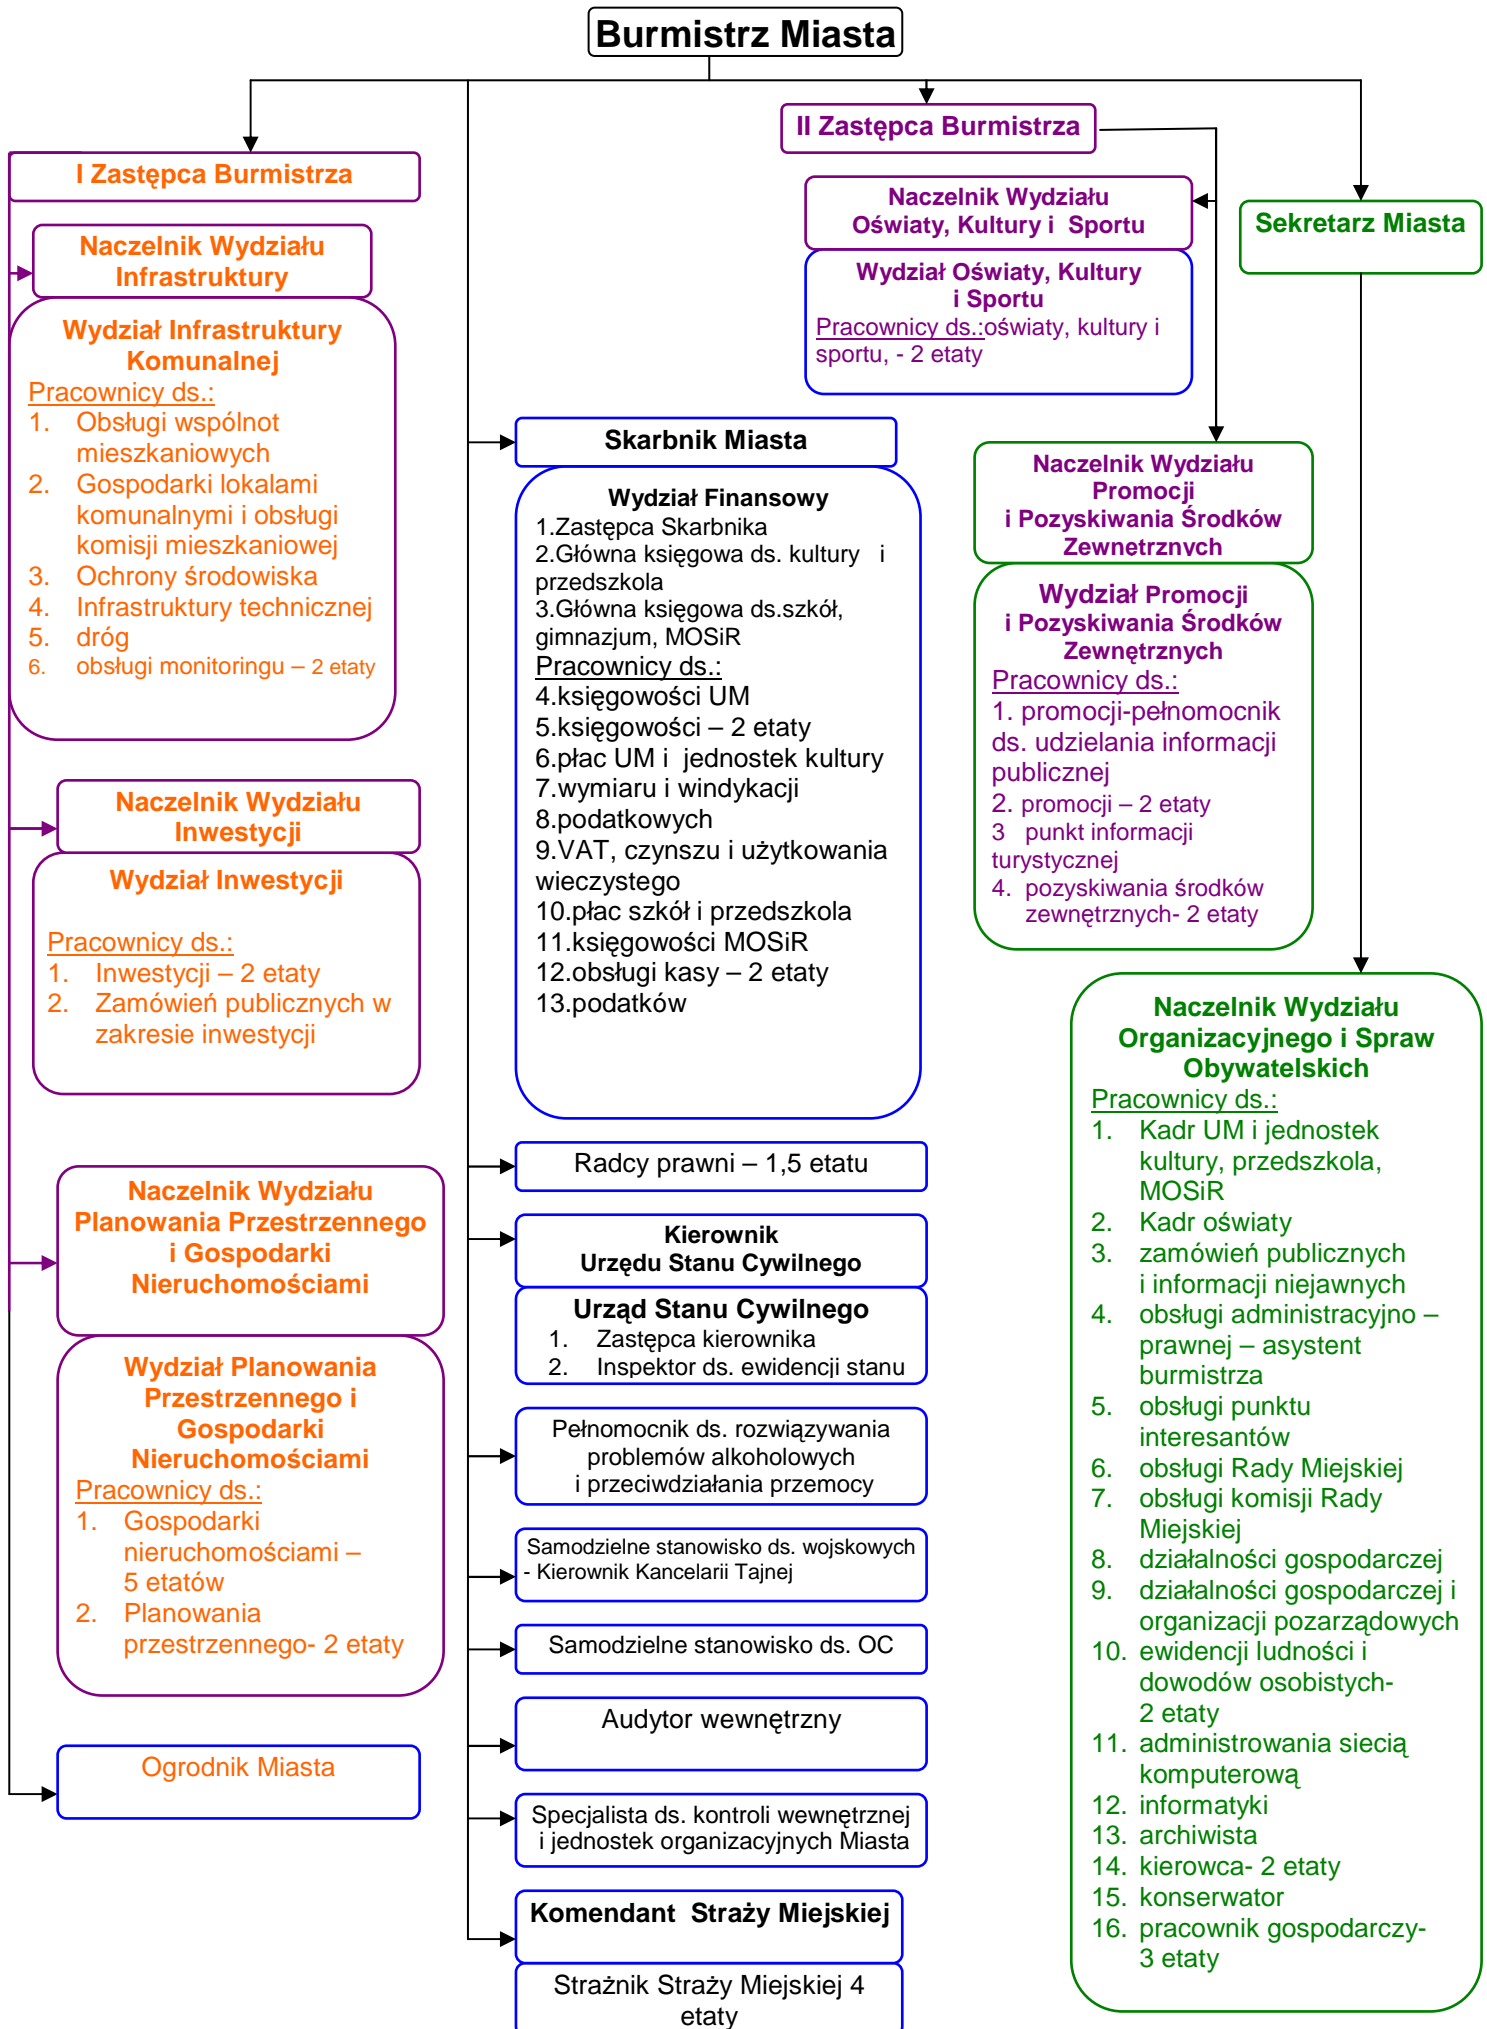 Burmistrz Miasta
II Zastępca Burmistrza
I Zastępca Burmistrza
Naczelnik Wydziału
Infrastruktury
Wydział Infrastruktury
Komunalnej
Pracownicy ds.:
1. Obsługi wspólnot
mieszkaniowych
2. Gospodarki lokalami
komunalnymi i obsługi
komisji mieszkaniowej
3. Ochrony środowiska
4. Infrastruktury technicznej
5. dróg
6. obsługi monitoringu – 2 etaty
Naczelnik Wydziału
Inwestycji
Wydział Inwestycji
Pracownicy ds.:
1. Inwestycji – 2 etaty
2. Zamówień publicznych w
zakresie inwestycji
Naczelnik Wydziału
Planowania Przestrzennego
i Gospodarki
Nieruchomościami
Wydział Planowania
Przestrzennego i
Gospodarki
Nieruchomościami
Pracownicy ds.:
1. Gospodarki
nieruchomościami –
5 etatów
2. Planowania
przestrzennego- 2 etaty
Ogrodnik Miasta
Skarbnik Miasta
Wydział Finansowy
1.Zastępca Skarbnika
2.Główna księgowa ds. kultury i
przedszkola
3.Główna księgowa ds.szkół,
gimnazjum, MOSiR
Pracownicy ds.:
4.księgowości UM
5.księgowości – 2 etaty
6.płac UM i jednostek kultury
7.wymiaru i windykacji
8.podatkowych
9.VAT, czynszu i użytkowania
wieczystego
10.płac szkół i przedszkola
11.księgowości MOSiR
12.obsługi kasy – 2 etaty
13.podatków
Radcy prawni – 1,5 etatu
Kierownik
Urzędu Stanu Cywilnego
Urząd Stanu Cywilnego
1. Zastępca kierownika
2. Inspektor ds. ewidencji stanu
Pełnomocnik ds. rozwiązywania
problemów alkoholowych
i przeciwdziałania przemocy
Samodzielne stanowisko ds. wojskowych
- Kierownik Kancelarii Tajnej
Samodzielne stanowisko ds. OC
Audytor wewnętrzny
Specjalista ds. kontroli wewnętrznej
i jednostek organizacyjnych Miasta
Komendant Straży Miejskiej
Strażnik Straży Miejskiej 4
etaty
Naczelnik Wydziału
Oświaty, Kultury i Sportu
Wydział Oświaty, Kultury
i Sportu
Pracownicy ds.:oświaty, kultury i
sportu, - 2 etaty
Naczelnik Wydziału
Promocji
i Pozyskiwania Środków
Zewnetrznych
Wydział Promocji
i Pozyskiwania Środków
Zewnętrznych
Pracownicy ds.:
1. promocji-pełnomocnik
ds. udzielania informacji
publicznej
2. promocji – 2 etaty
3 punkt informacji
turystycznej
4. pozyskiwania środków
zewnętrznych- 2 etaty
Sekretarz Miasta
Naczelnik Wydziału
Organizacyjnego i Spraw
Obywatelskich
Pracownicy ds.:
1. Kadr UM i jednostek
kultury, przedszkola,
MOSiR
2. Kadr oświaty
3. zamówień publicznych
i informacji niejawnych
4. obsługi administracyjno –
prawnej – asystent
burmistrza
5. obsługi punktu
interesantów
6. obsługi Rady Miejskiej
7. obsługi komisji Rady
Miejskiej
8. działalności gospodarczej
9. działalności gospodarczej i
organizacji pozarządowych
10. ewidencji ludności i
dowodów osobistych-
2 etaty
11. administrowania siecią
komputerową
12. informatyki
13. archiwista
14. kierowca- 2 etaty
15. konserwator
16. pracownik gospodarczy-
3 etaty